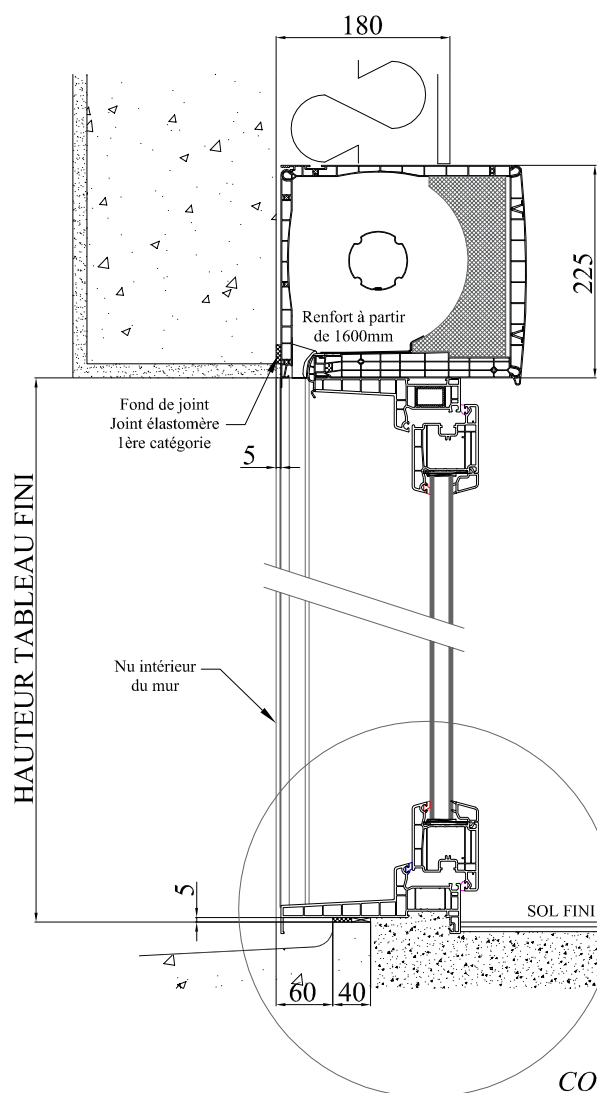 180
225
Renfort à partir
de 1600mm
Fond de joint
Joint élastomère
1ère catégorie
5
HAUTEUR TABLEAU FINI
Nu intérieur
du mur
5
SOL FINI
60
40
CO